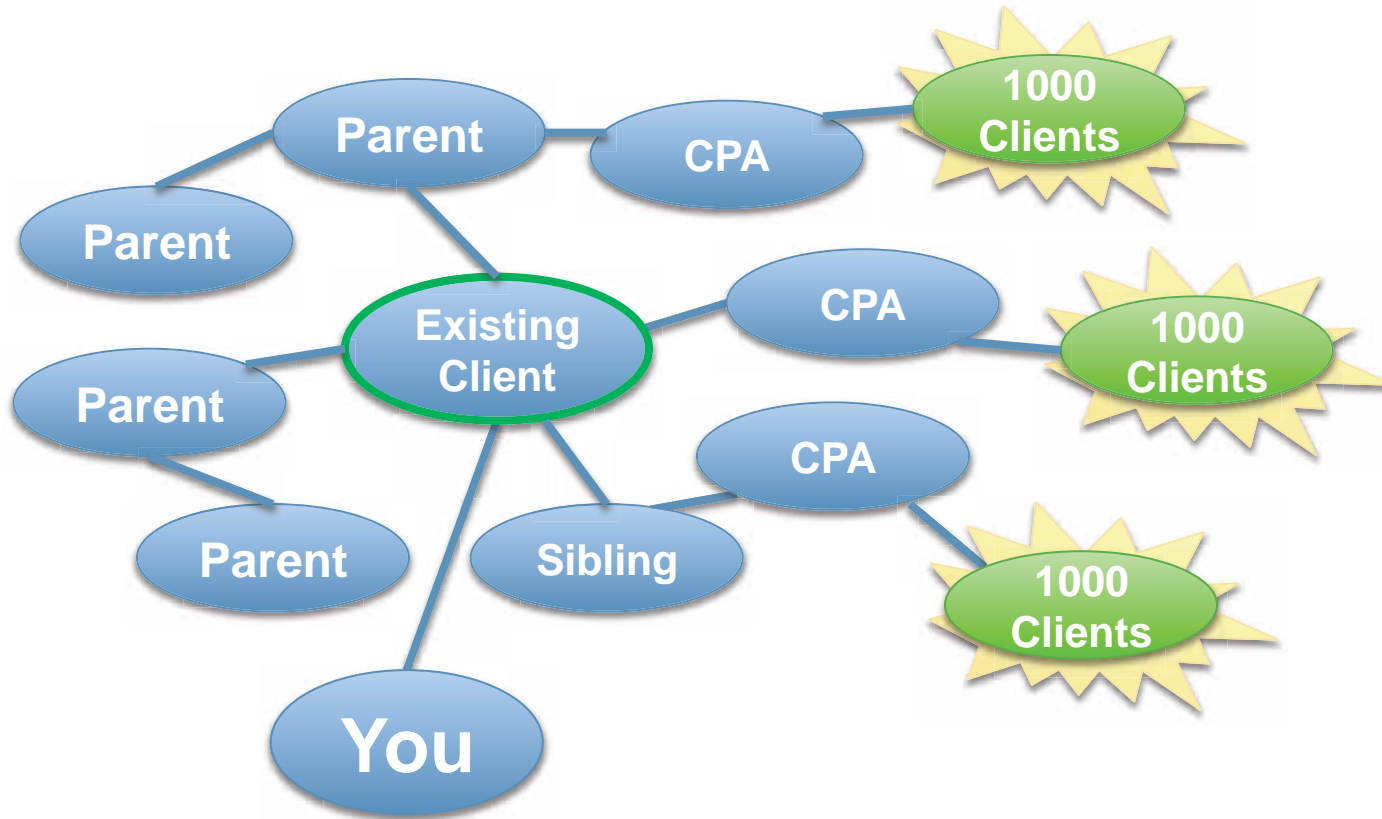 1000
Clients
Parent
CPA
Parent
Existing
Client
CPA
1000
Clients
Parent
CPA
Parent
Sibling
1000
Clients
You